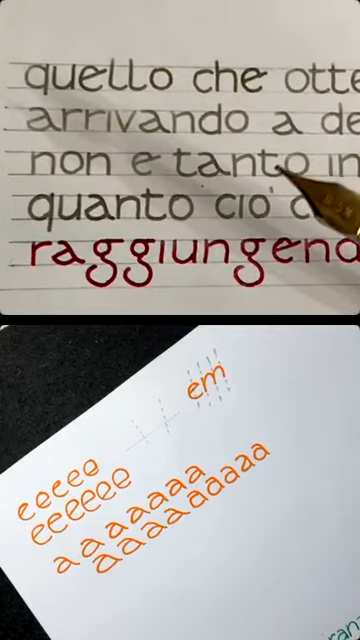 quello che otte
arrivando a de
non e tanto in
quanto ciò c
raggiungend
em
eeeee
eeeeee
aaaaaaa
aaaaaaaaa